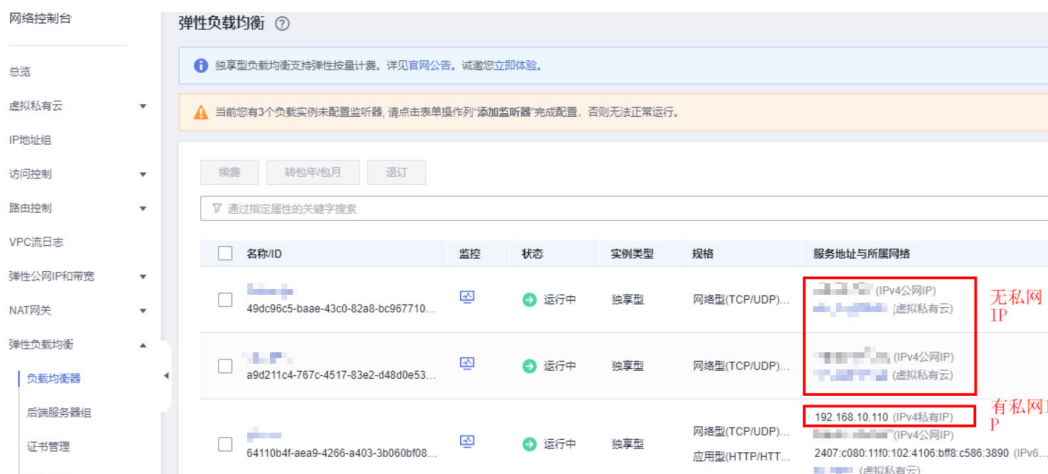 网络控制台
总览
虚拟私有云
IP地址组
访问控制
路由控制
VPC流日志
弹性公网IP和带宽
NAT网关
弹性负载均衡
负载均衡器
后端服务器组
证书管理
弹性负载均衡
独享型负载均衡支持弹性按量计费。详见官网公告。诚邀您立即体验。
当前您有3个负载实例未配置监听器, 请点击表单操作列“添加监听器”完成配置，否则无法正常运行。
续费 转包年/包月 退订
通过指定属性的关键字搜索
名称/ID 监控 状态 实例类型 规格 服务地址与所属网络
49dc96c5-baae-43c0-82a8-bc967710... 运行中 独享型 网络型(TCP/UDP)... (IPv4公网IP)
(虚拟私有云)
无私网IP
a9d211c4-767c-4517-83e2-d48d0e53... 运行中 独享型 网络型(TCP/UDP)... (IPv4公网IP)
(虚拟私有云)
192.168.10.110 (IPv4私有IP)
有私网IP
64110b4f-aea9-4266-a403-3b060bf08... 运行中 独享型 网络型(TCP/UDP)... (IPv4公网IP)
应用型(HTTP/HTT... 2407:c080:11f0:102:4106:bff8:c586:3890 (IPv6...
(虚拟私有云)